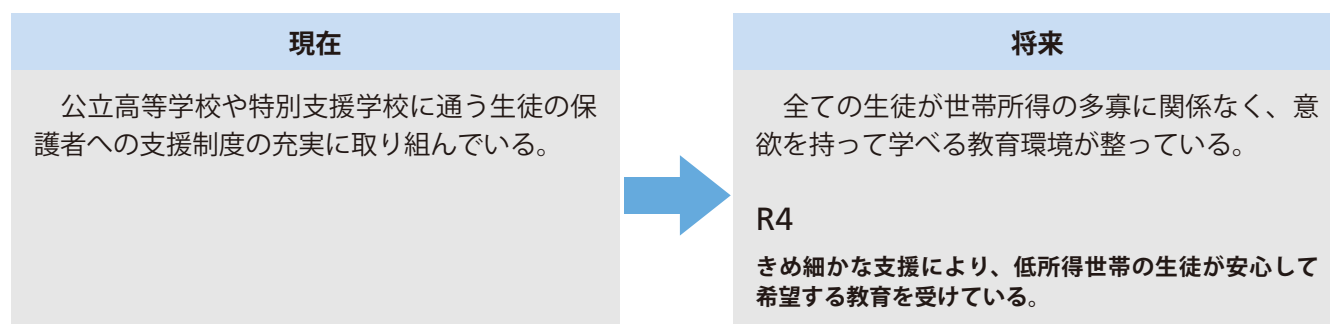 現在
公立高等学校や特別支援学校に通う生徒の保
護者への支援制度の充実に取り組んでいる。
将来
全ての生徒が世帯所得の多寡に関係なく、意
欲を持って学べる教育環境が整っている。
R4
きめ細かな支援により、低所得世帯の生徒が安心して
希望する教育を受けている。